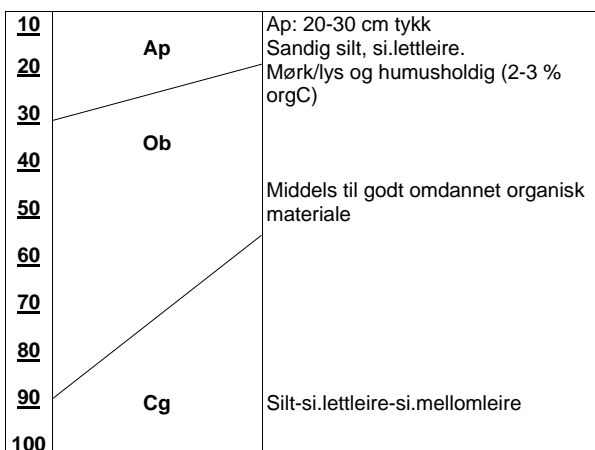 10
20
30
40
50
60
70
80
90
100
Ap
Ob
Cg
Ap: 20-30 cm tykk
Sandig silt, si.lettleire.
Mørk/lys og humusholdig (2-3 %
orgC)
Middels til godt omdannet organisk
materiale
Silt-si.lettleire-si.mellomleire